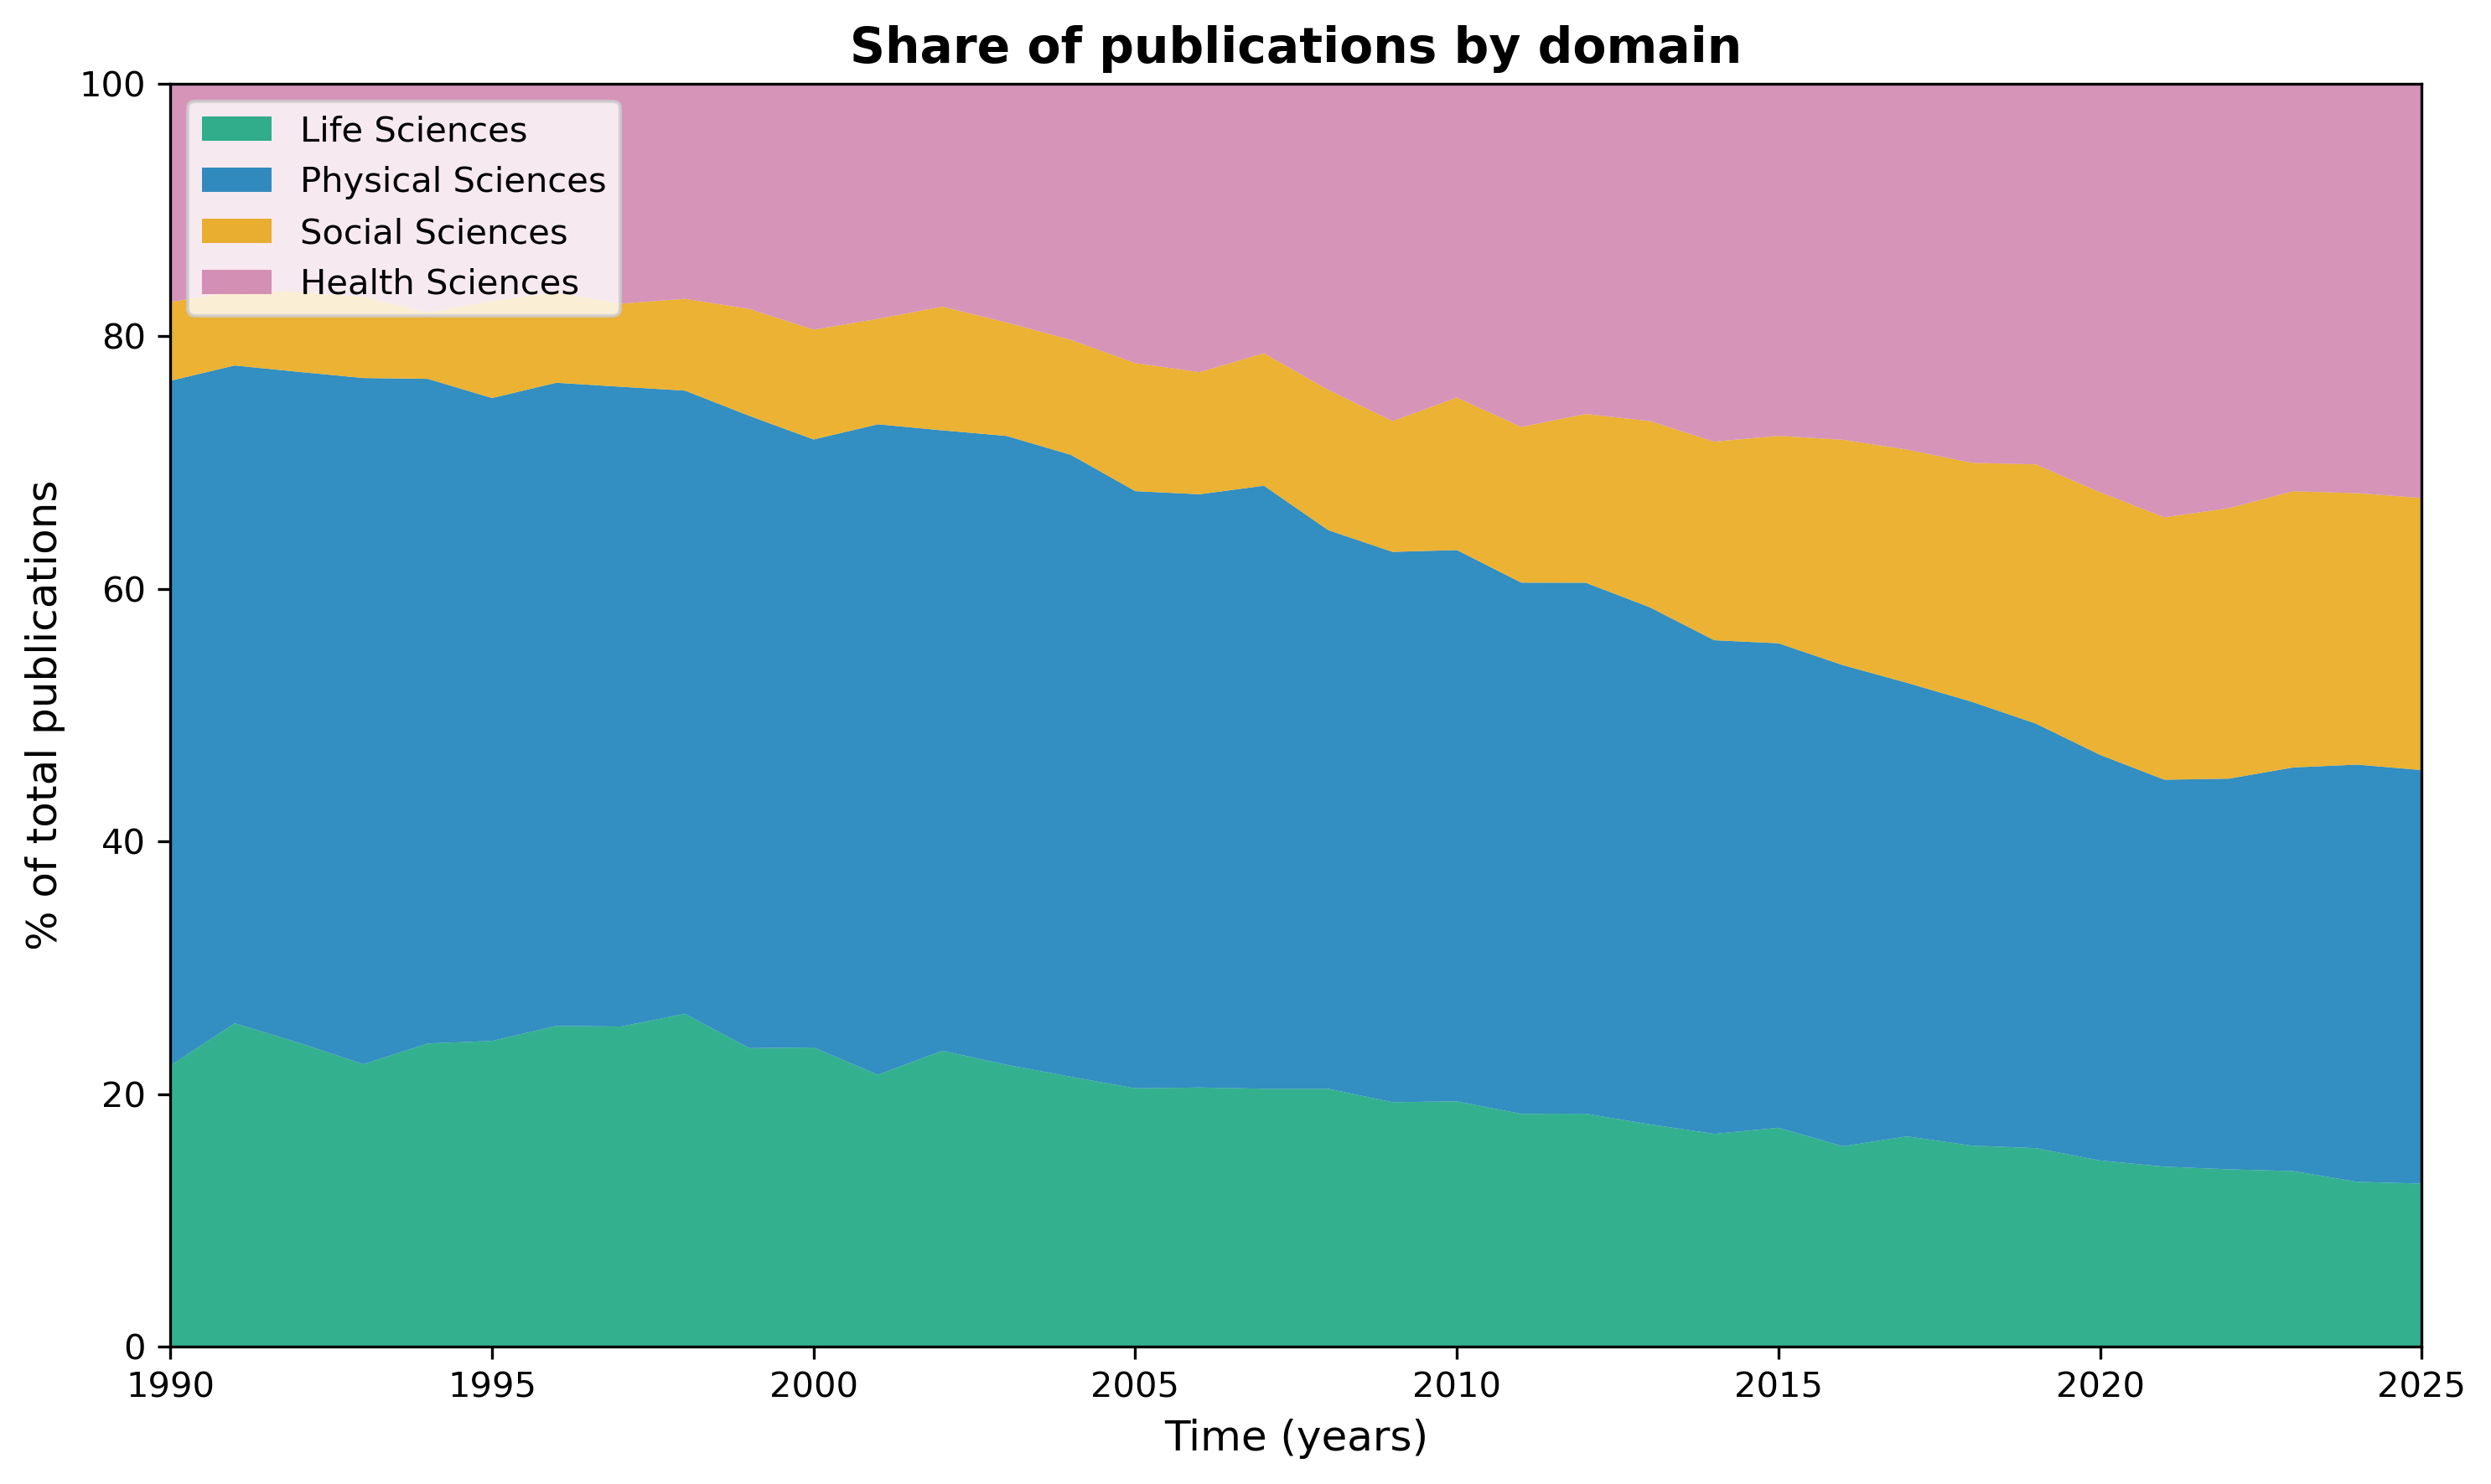 Share of publications by domain
100
80
60
40
20
0
% of total publications
Life Sciences
Physical Sciences
Social Sciences
Health Sciences
1990 1995 2000 2005 2010 2015 2020 2025
Time (years)